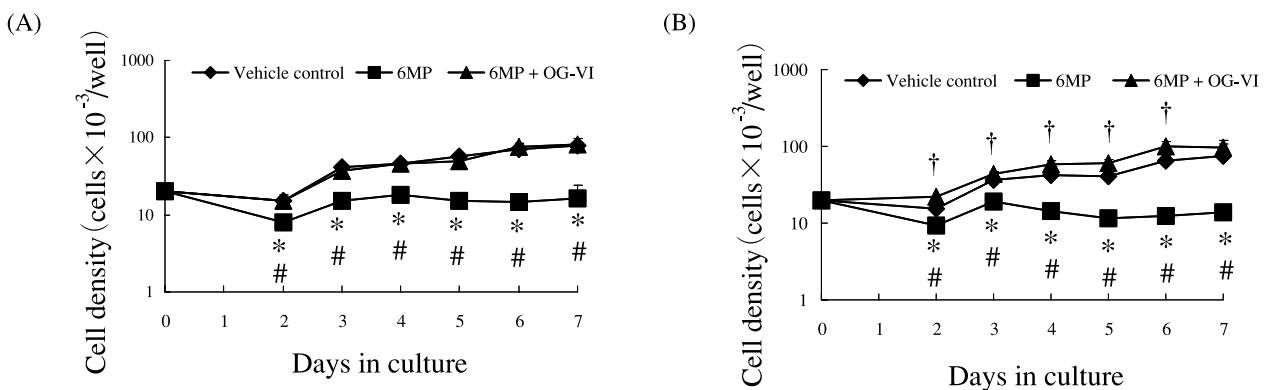 (A)
Cell density (cells×10-3/well)
1000
100
10
1
Vehicle control 6MP 6MP + OG-VI
* * * * * *
# # # # # #
0 1 2 3 4 5 6 7
Days in culture
(B)
Cell density (cells×10-3/well)
1000
100
10
1
Vehicle control 6MP 6MP + OG-VI
† † † † †
* * * * * *
# # # # # #
0 1 2 3 4 5 6 7
Days in culture